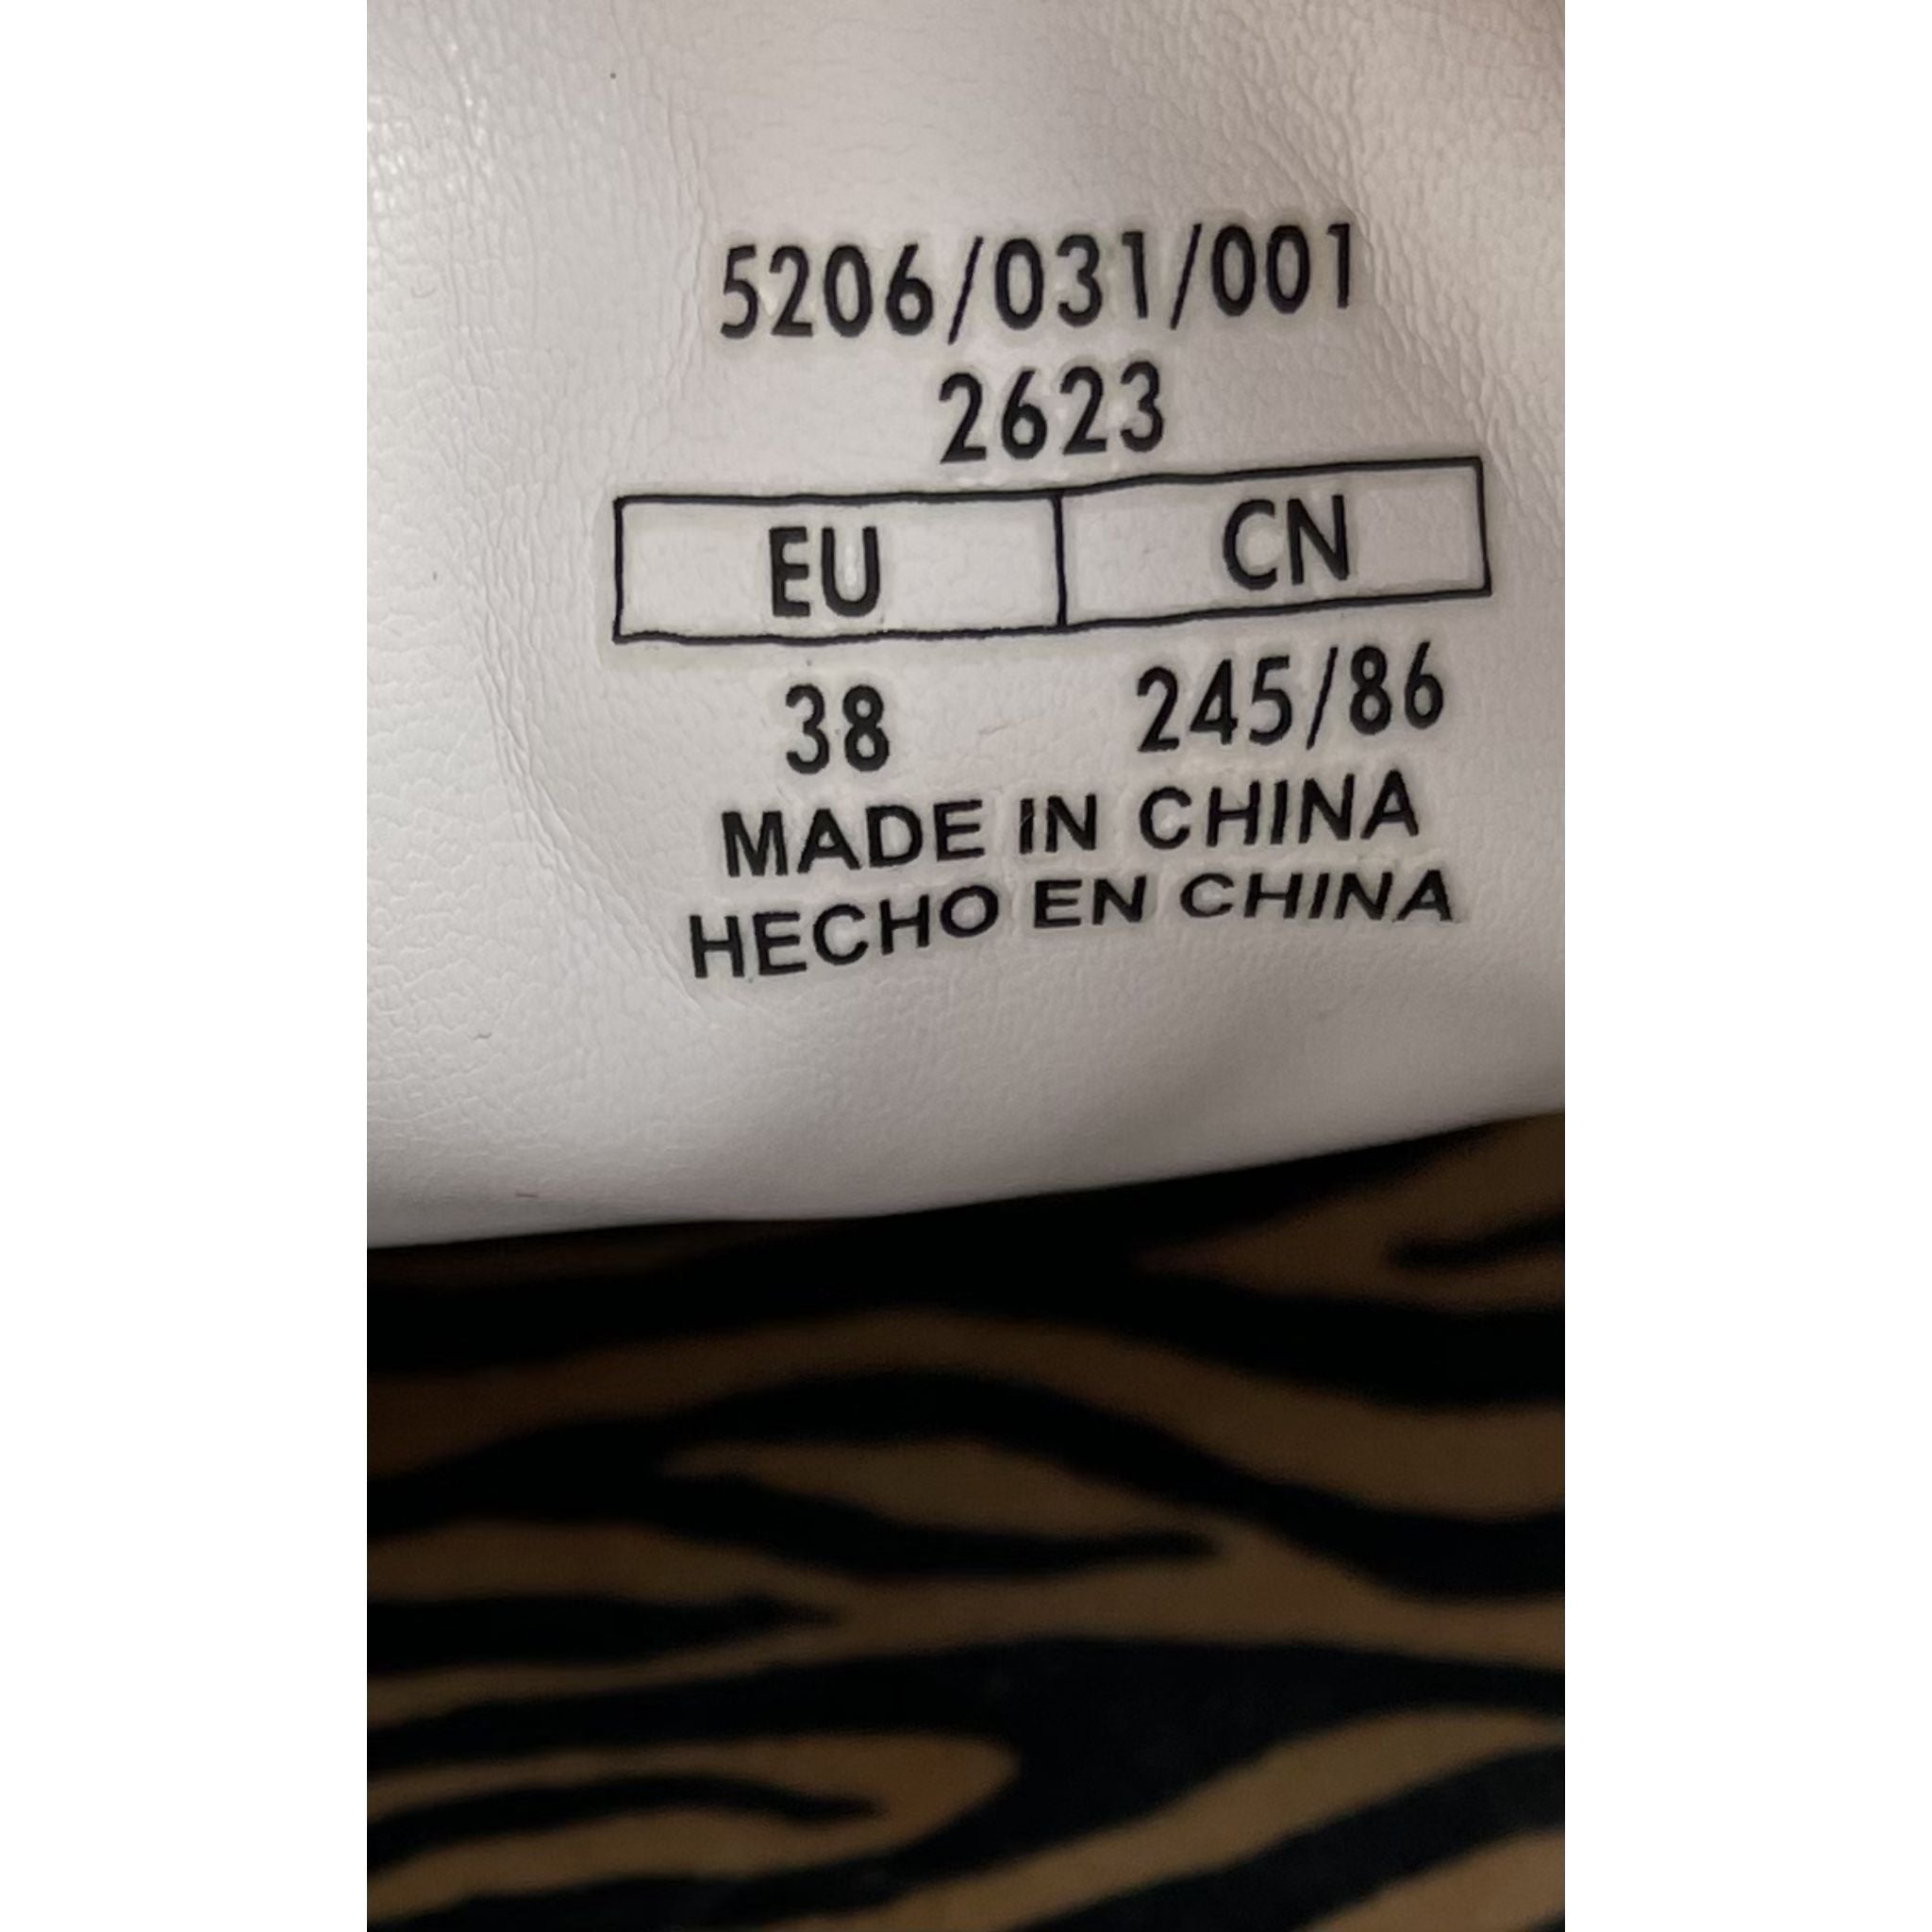 5206/031/001
2623
EU CN
38 245/86
MADE IN CHINA
HECHO EN CHINA